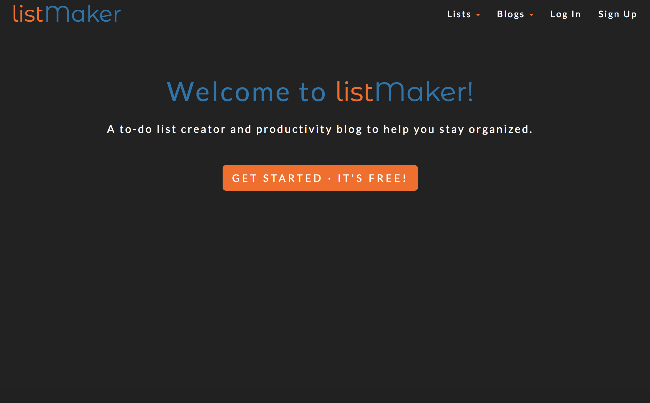 listMaker
Lists Blogs Log In Sign Up
Welcome to listMaker!
A to-do list creator and productivity blog to help you stay organized.
GET STARTED · IT'S FREE!